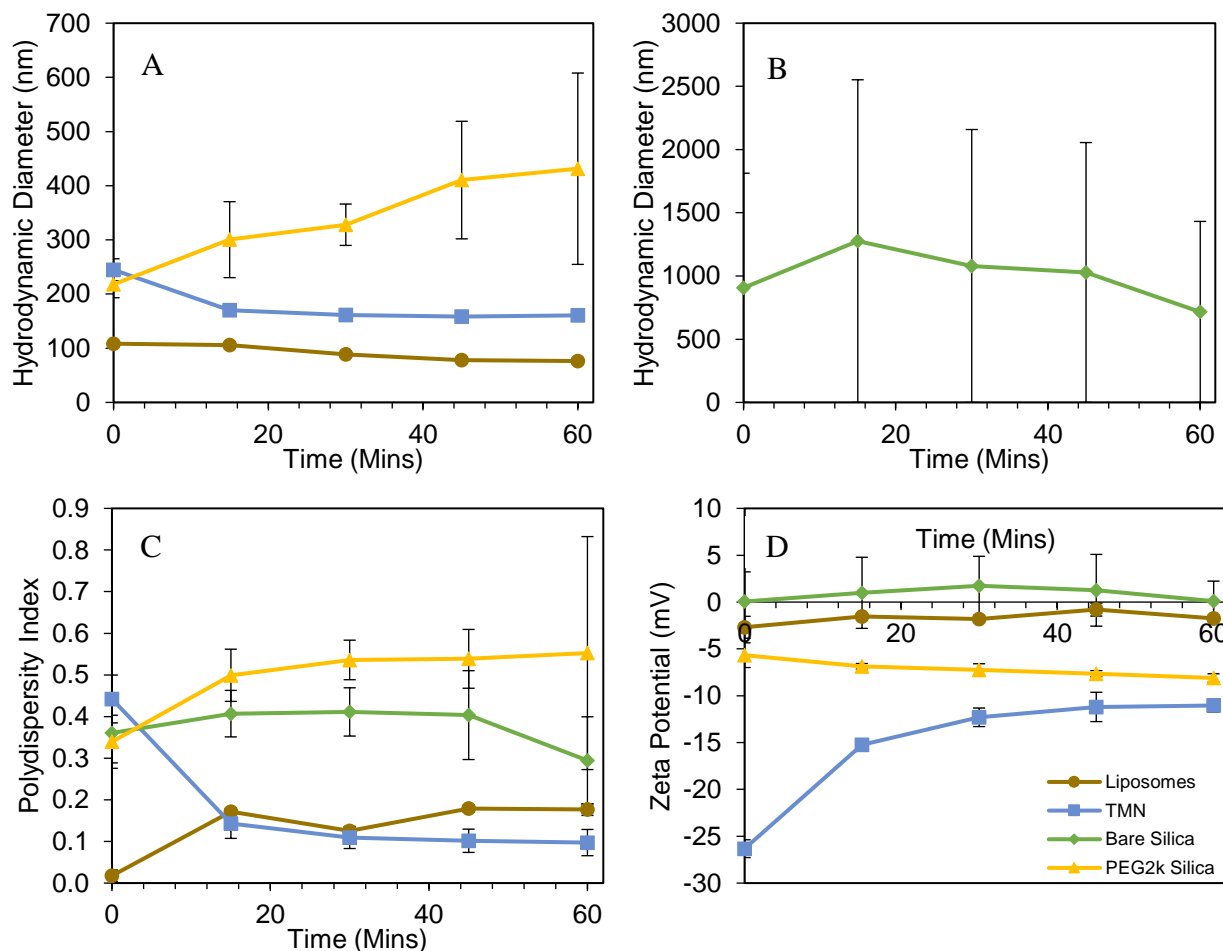 A
Hydrodynamic Diameter (nm)
700
600
500
400
300
200
100
0
0 20 40 60
Time (Mins)
B
Hydrodynamic Diameter (nm)
3000
2500
2000
1500
1000
500
0
0 20 40 60
Time (Mins)
C
Polydispersity Index
0.9
0.8
0.7
0.6
0.5
0.4
0.3
0.2
0.1
0.0
0 20 40 60
Time (Mins)
D
Zeta Potential (mV)
10
5
0
-5
-10
-15
-20
-25
-30
Time (Mins)
0 20 40 60
Liposomes
TMN
Bare Silica
PEG2k Silica